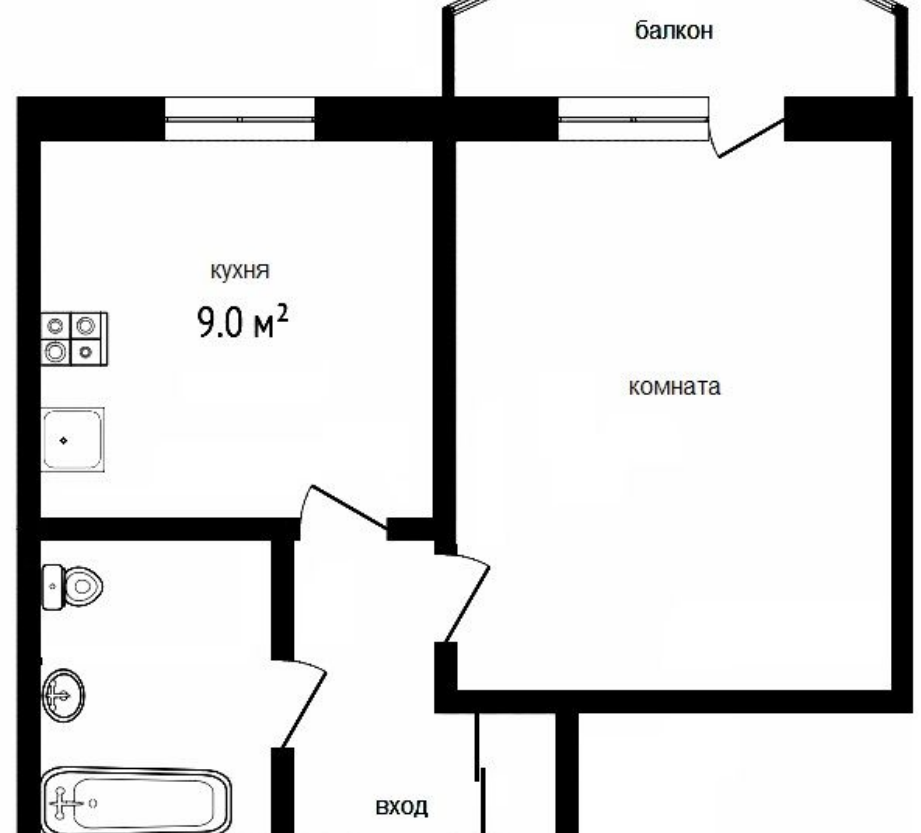 балкон
кухня
9.0 м²
комната
вход